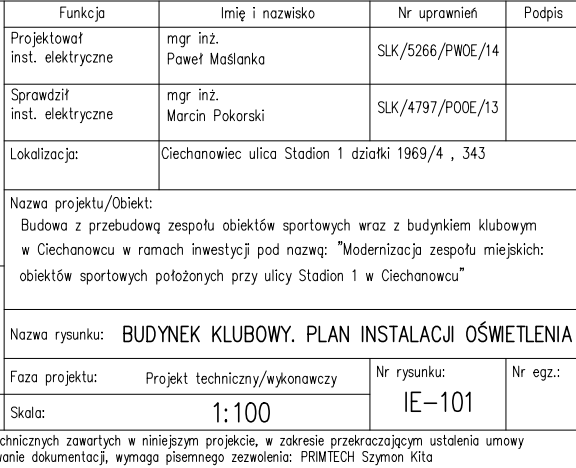 Funkcja Imię i nazwisko Nr uprawnień Podpis
Projektował
inst. elektryczne
mgr inż.
Paweł Maślanka
SLK/5266/PWOE/14
Sprawdził
inst. elektryczne
mgr inż.
Marcin Pokorski
SLK/4797/POOE/13
Lokalizacja: Ciechanowiec ulica Stadion 1 działki 1969/4 , 343
Nazwa projektu/Obiekt:
Budowa z przebudową zespołu obiektów sportowych wraz z budynkiem klubowym
w Ciechanowcu w ramach inwestycji pod nazwą: "Modernizacja zespołu miejskich:
obiektów sportowych położonych przy ulicy Stadion 1 w Ciechanowcu"
Nazwa rysunku: BUDYNEK KLUBOWY. PLAN INSTALACJI OŚWIETLENIA
Faza projektu: Projekt techniczny/wykonawczy
Nr rysunku: Nr egz.:
Skala: 1:100
IE-101
chnicznych zawartych w niniejszym projekcie, w zakresie przekraczającym ustalenia umowy
wanie dokumentacji, wymaga pisemnego zezwolenia: PRIMTECH Szymon Kita